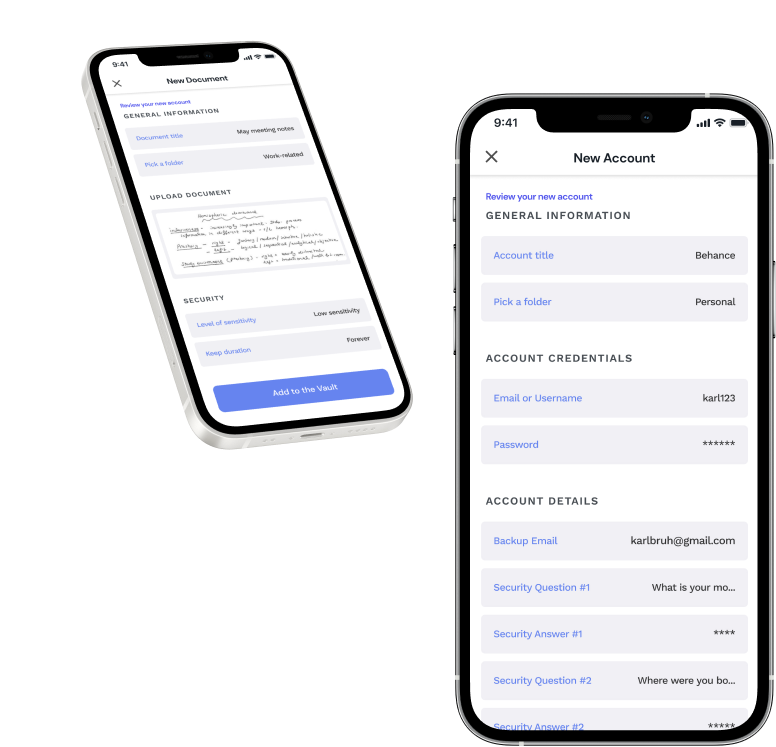 9:41
New Document
Review your new account
GENERAL INFORMATION
Document title May meeting notes
Pick a folder Work-related
UPLOAD DOCUMENT
SECURITY
Level of sensitivity Low sensitivity
Keep duration Forever
Add to the Vault
9:41
New Account
Review your new account
GENERAL INFORMATION
Account title Behance
Pick a folder Personal
ACCOUNT CREDENTIALS
Email or Username karl123
Password ******
ACCOUNT DETAILS
Backup Email karlbruh@gmail.com
Security Question #1 What is your mo...
Security Answer #1 ****
Security Question #2 Where were you bo...
Security Answer #2 *****